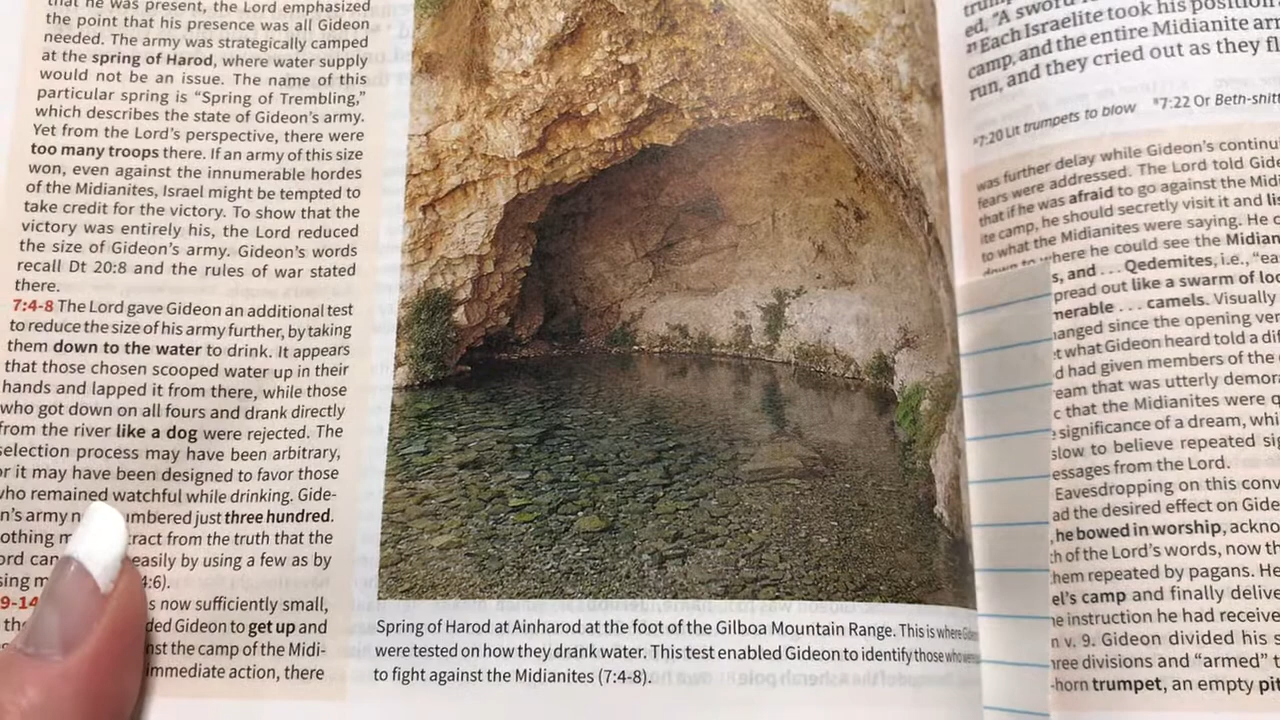 that he was present, the Lord emphasized
the point that his presence was all Gideon
needed. The army was strategically camped
at the spring of Harod, where water supply
would not be an issue. The name of this
particular spring is “Spring of Trembling,”
which describes the state of Gideon’s army.
Yet from the Lord’s perspective, there were
too many troops there. If an army of this size
won, even against the innumerable hordes
of the Midianites, Israel might be tempted to
take credit for the victory. To show that the
victory was entirely his, the Lord reduced
the size of Gideon’s army. Gideon’s words
recall Dt 20:8 and the rules of war stated
there.
7:4-8 The Lord gave Gideon an additional test
to reduce the size of his army further, by taking
them down to the water to drink. It appears
that those chosen scooped water up in their
hands and lapped it from there, while those
who got down on all fours and drank directly
from the river like a dog were rejected. The
selection process may have been arbitrary,
or it may have been designed to favor those
who remained watchful while drinking. Gide-
n’s army n mbered just three hundred.
othing m tract from the truth that the
ord can easily by using a few as by
sing m 4:6).
9-14 s now sufficiently small,
the ded Gideon to get up and
nst the camp of the Midi-
immediate action, there
Spring of Harod at Ainharod at the foot of the Gilboa Mountain Range. This is where
were tested on how they drank water. This test enabled Gideon to identify those who
to fight against the Midianites (7:4-8).
ed, “A sword
21 Each Israelite took his position
camp, and the entire Midianite ar
run, and they cried out as they fl
*7:20 Lit trumpets to blow *7:22 Or Beth-shitt
was further delay while Gideon’s continu
fears were addressed. The Lord told Gide
that if he was afraid to go against the Midi
ite camp, he should secretly visit it and lis
to what the Midianites were saying. He
down to where he could see the Midian
s, and . . . Qedemites, i.e., “ea
pread out like a swarm of lo
merable . . . camels. Visually
anged since the opening ver
t what Gideon heard told a dif
d had given members of the
eam that was utterly demor
c that the Midianites were q
significance of a dream, whi
slow to believe repeated sig
essages from the Lord.
Eavesdropping on this conv
ad the desired effect on Gide
, he bowed in worship, ackno
h of the Lord’s words, now th
hem repeated by pagans. He
el’s camp and finally delive
e instruction he had receive
n v. 9. Gideon divided his s
ree divisions and “armed” t
-horn trumpet, an empty pit